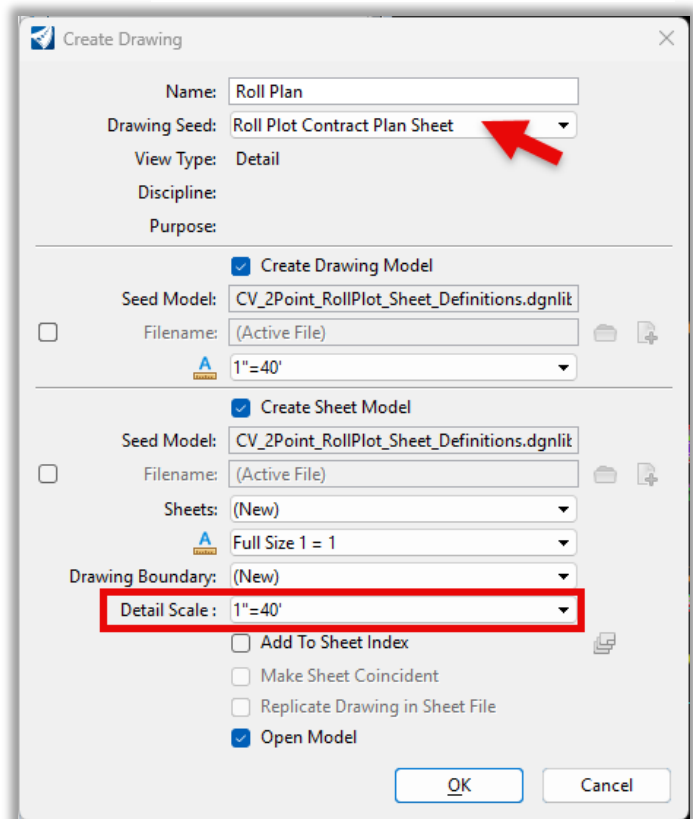 Create Drawing
Name: Roll Plan
Drawing Seed: Roll Plot Contract Plan Sheet
View Type: Detail
Discipline:
Purpose:
Create Drawing Model
Seed Model: CV_2Point_RollPlot_Sheet_Definitions.dgnlib
Filename: (Active File)
A 1"=40'
Create Sheet Model
Seed Model: CV_2Point_RollPlot_Sheet_Definitions.dgnlib
Filename: (Active File)
Sheets: (New)
A Full Size 1 = 1
Drawing Boundary: (New)
Detail Scale : 1"=40'
Add To Sheet Index
Make Sheet Coincident
Replicate Drawing in Sheet File
Open Model
OK Cancel